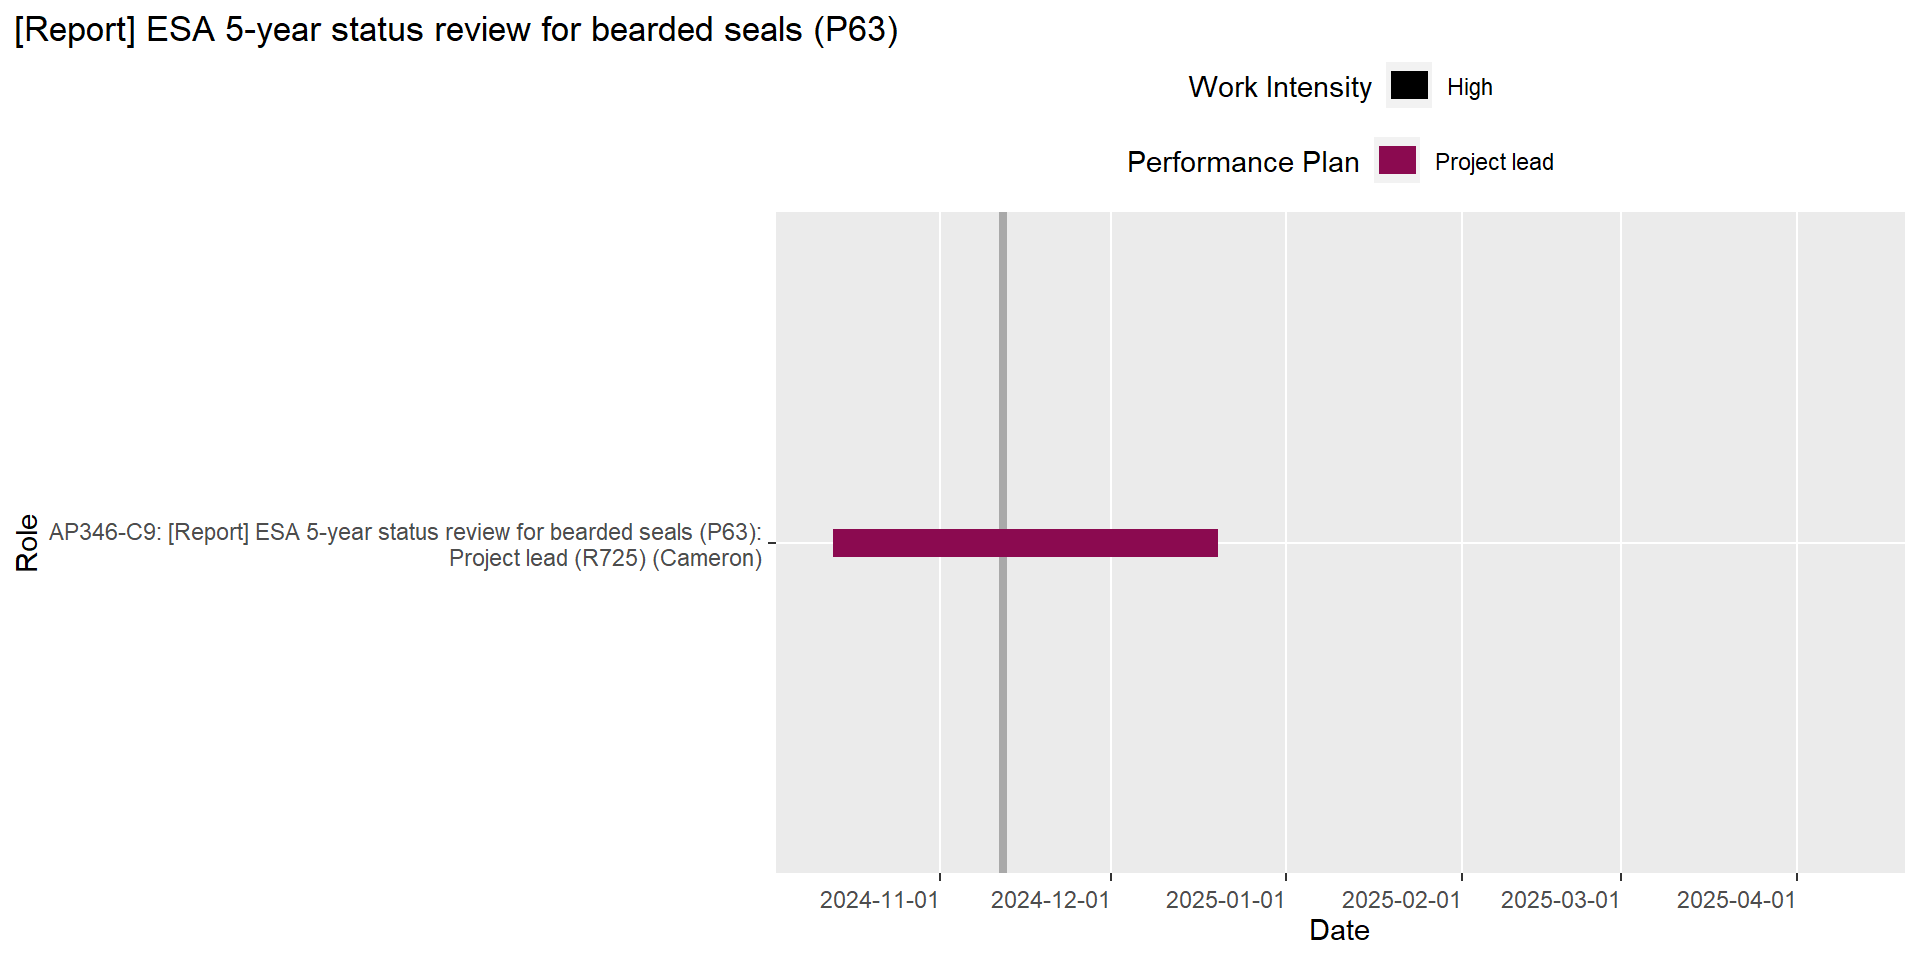 [Report] ESA 5-year status review for bearded seals (P63)
Work Intensity High
Performance Plan Project lead
Role
AP346-C9: [Report] ESA 5-year status review for bearded seals (P63):
Project lead (R725) (Cameron)
2024-11-01 2024-12-01 2025-01-01 2025-02-01 2025-03-01 2025-04-01
Date